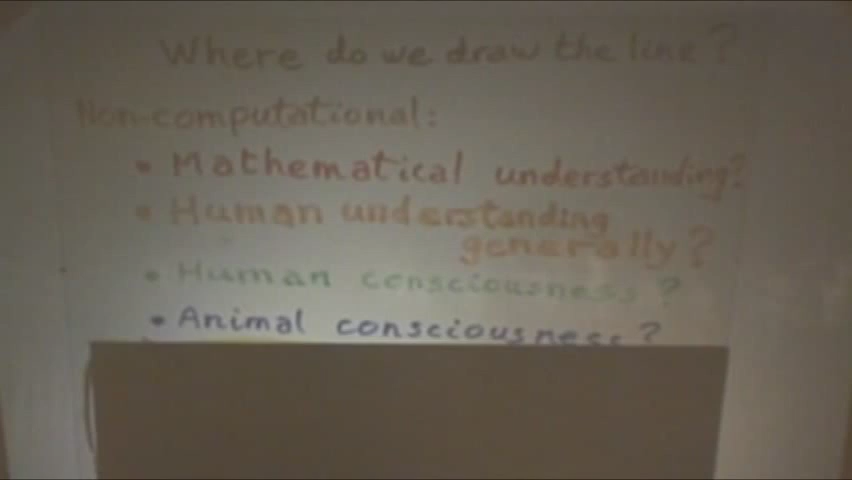 Where do we draw the line?
Non-computational:
• Mathematical understanding?
• Human understanding
generally?
• Human consciousness?
• Animal consciousness?